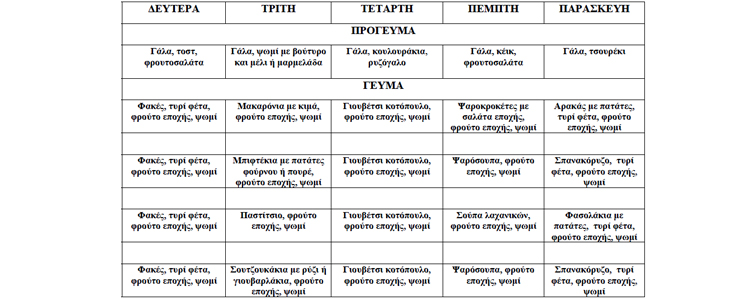 ΔΕΥΤΕΡΑ ΤΡΙΤΗ ΤΕΤΑΡΤΗ ΠΕΜΠΤΗ ΠΑΡΑΣΚΕΥΗ
ΠΡΟΓΕΥΜΑ
Γάλα, τοστ, φρουτοσαλάτα
Γάλα, ψωμί με βούτυρο και μέλι ή μαρμελάδα
Γάλα, κουλουράκια, ρυζόγαλο
Γάλα, κέικ, φρουτοσαλάτα
Γάλα, τσουρέκι
ΓΕΥΜΑ
Φακές, τυρί φέτα, φρούτο εποχής, ψωμί
Μακαρόνια με κιμά, φρούτο εποχής, ψωμί
Γιουβέτσι κοτόπουλο, φρούτο εποχής, ψωμί
Ψαροκροκέτες με σαλάτα εποχής, φρούτο εποχής, ψωμί
Αρακάς με πατάτες, τυρί φέτα, φρούτο εποχής, ψωμί
Φακές, τυρί φέτα, φρούτο εποχής, ψωμί
Μπιφτέκια με πατάτες φούρνου ή πουρέ, φρούτο εποχής, ψωμί
Γιουβέτσι κοτόπουλο, φρούτο εποχής, ψωμί
Ψαρόσουπα, φρούτο εποχής, ψωμί
Σπανακόρυζο, τυρί φέτα, φρούτο εποχής, ψωμί
Φακές, τυρί φέτα, φρούτο εποχής, ψωμί
Παστίτσιο, φρούτο εποχής, ψωμί
Γιουβέτσι κοτόπουλο, φρούτο εποχής, ψωμί
Σούπα λαχανικών, φρούτο εποχής, ψωμί
Φασολάκια με πατάτες, τυρί φέτα, φρούτο εποχής, ψωμί
Φακές, τυρί φέτα, φρούτο εποχής, ψωμί
Σουτζουκάκια με ρύζι ή γιουβαρλάκια, φρούτο εποχής, ψωμί
Γιουβέτσι κοτόπουλο, φρούτο εποχής, ψωμί
Ψαρόσουπα, φρούτο εποχής, ψωμί
Σπανακόρυζο, τυρί φέτα, φρούτο εποχής, ψωμί